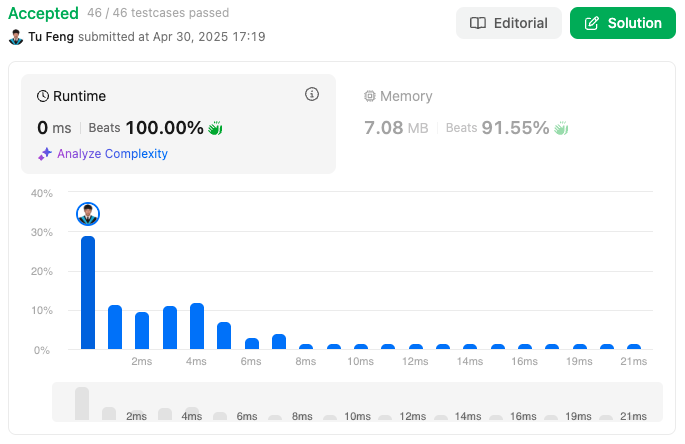 Accepted 46 / 46 testcases passed
Editorial
Solution
Tu Feng submitted at Apr 30, 2025 17:19
Runtime
0 ms Beats 100.00%
Analyze Complexity
Memory
7.08 MB Beats 91.55%
40%
30%
20%
10%
0%
2ms 4ms 6ms 8ms 10ms 12ms 14ms 16ms 19ms 21ms
2ms 4ms 6ms 8ms 10ms 12ms 14ms 16ms 19ms 21ms